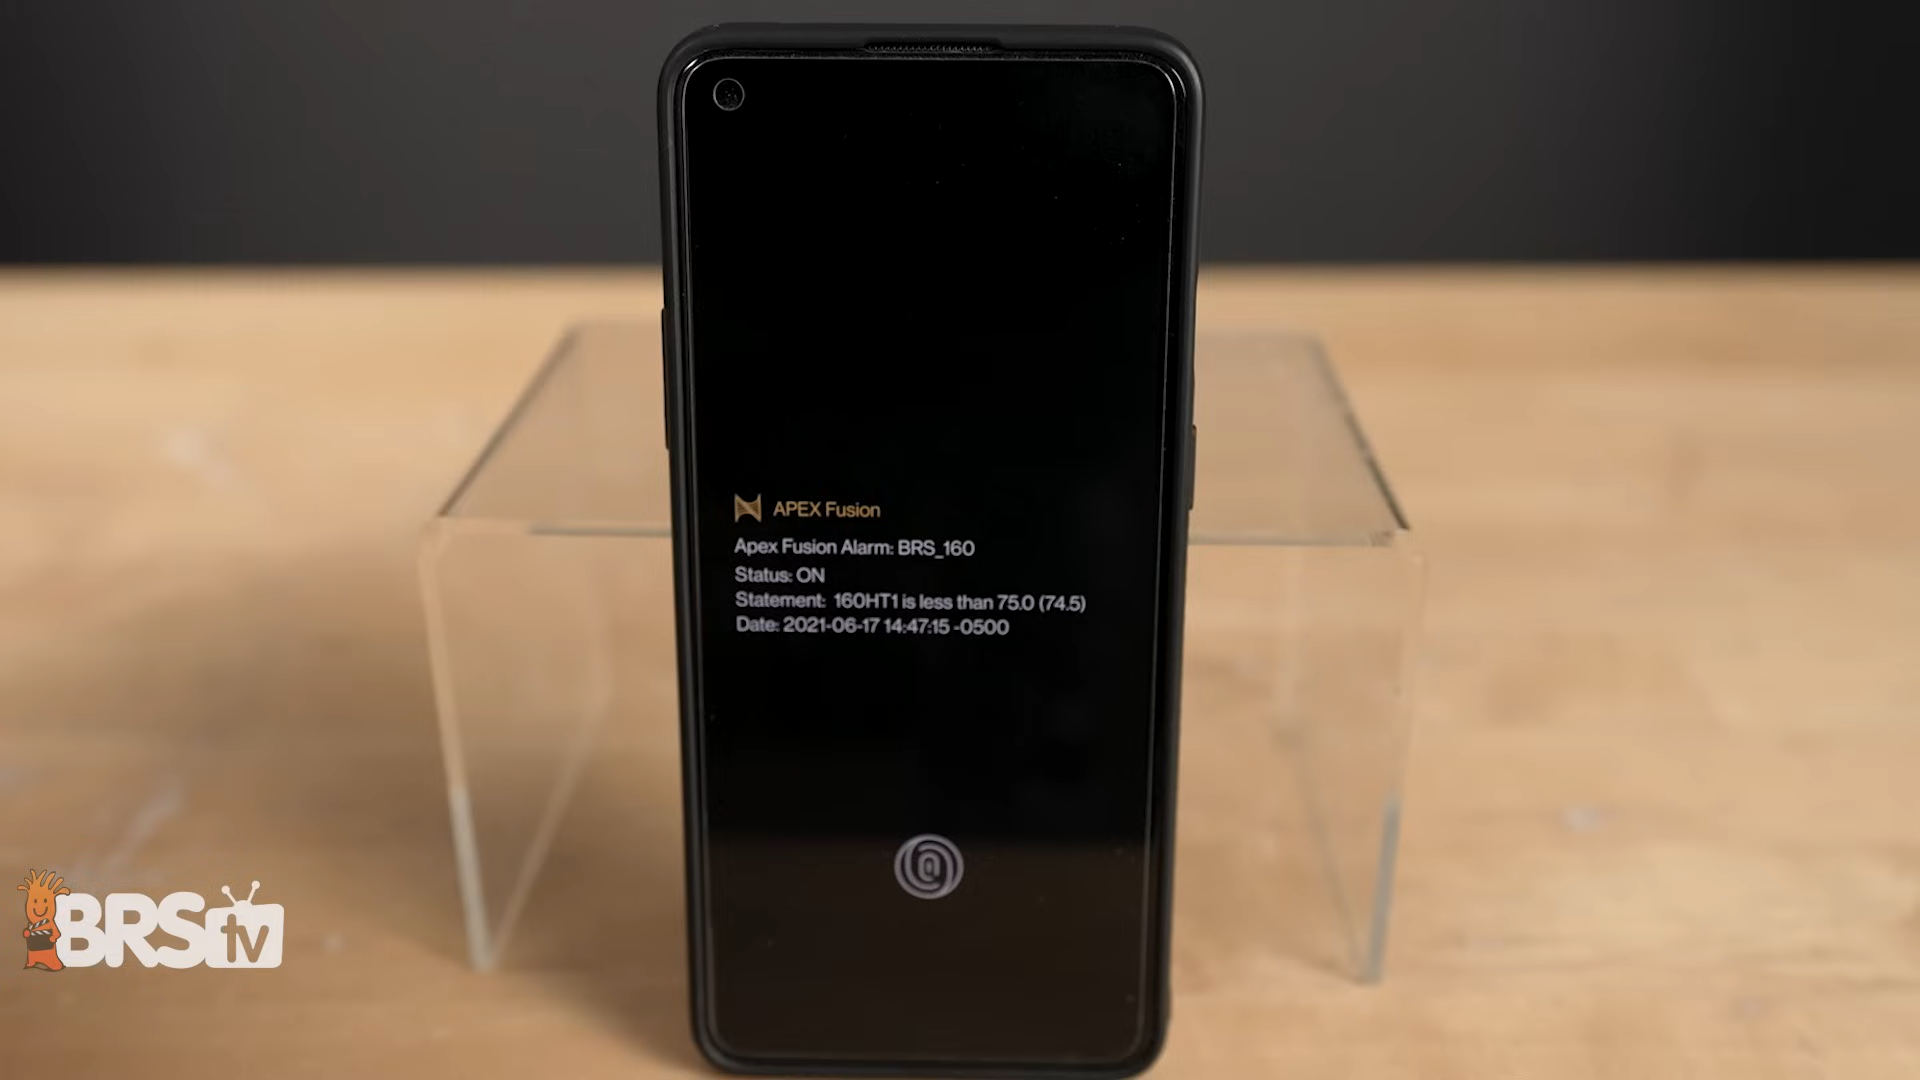 APEX Fusion
Apex Fusion Alarm: BRS_160
Status: ON
Statement: 160HT1 is less than 75.0 (74.5)
Date: 2021-06-17 14:47:15 -0500
BRStv